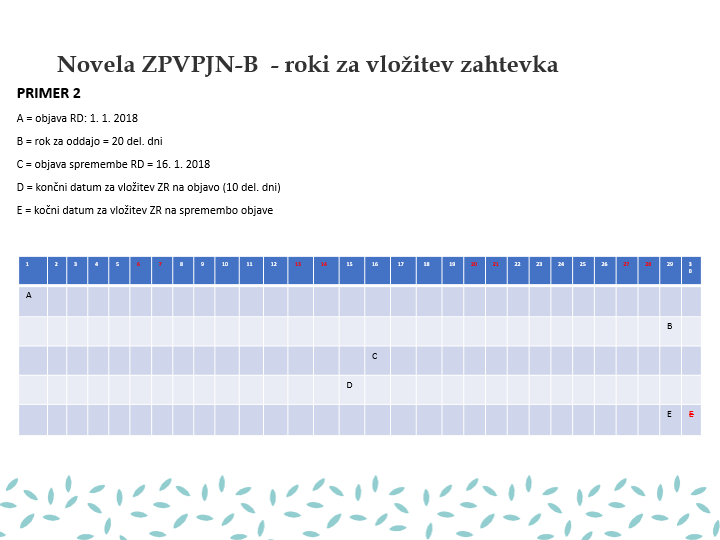 Novela ZPVPJN-B - roki za vložitev zahtevka
PRIMER 2
A = objava RD: 1. 1. 2018
B = rok za oddajo = 20 del. dni
C = objava spremembe RD = 16. 1. 2018
D = končni datum za vložitev ZR na objavo (10 del. dni)
E = kočni datum za vložitev ZR na spremembo objave
1 2 3 4 5 6 7 8 9 10 11 12 13 14 15 16 17 18 19 20 21 22 23 24 25 26 27 28 29 30
A
B
C
D
E E